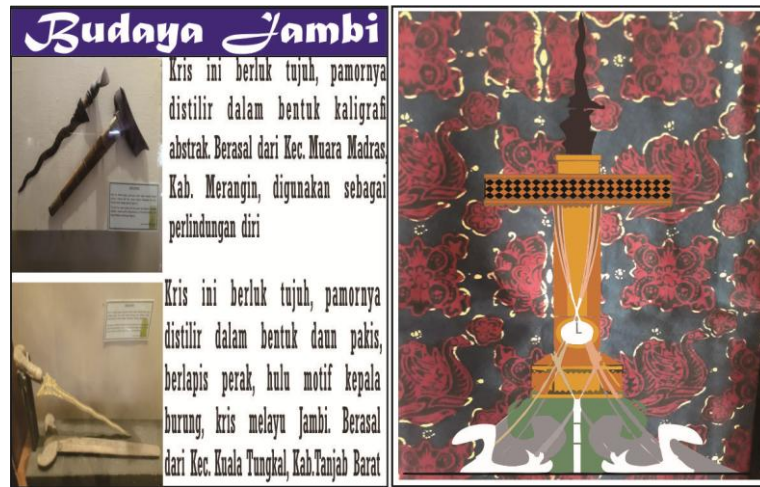 Budaya Jambi
Kris ini berluk tujuh, pamornya
distilir dalam bentuk kaligrafi
abstrak. Berasal dari Kec. Muara Madras,
Kab. Merangin, digunakan sebagai
perlindungan diri
Kris ini berluk tujuh, pamornya
distilir dalam bentuk daun pakis,
berlapis perak, hulu motif kepala
burung, kris melayu Jambi. Berasal
dari Kec. Kuala Tungkal, Kab.Tanjab Barat